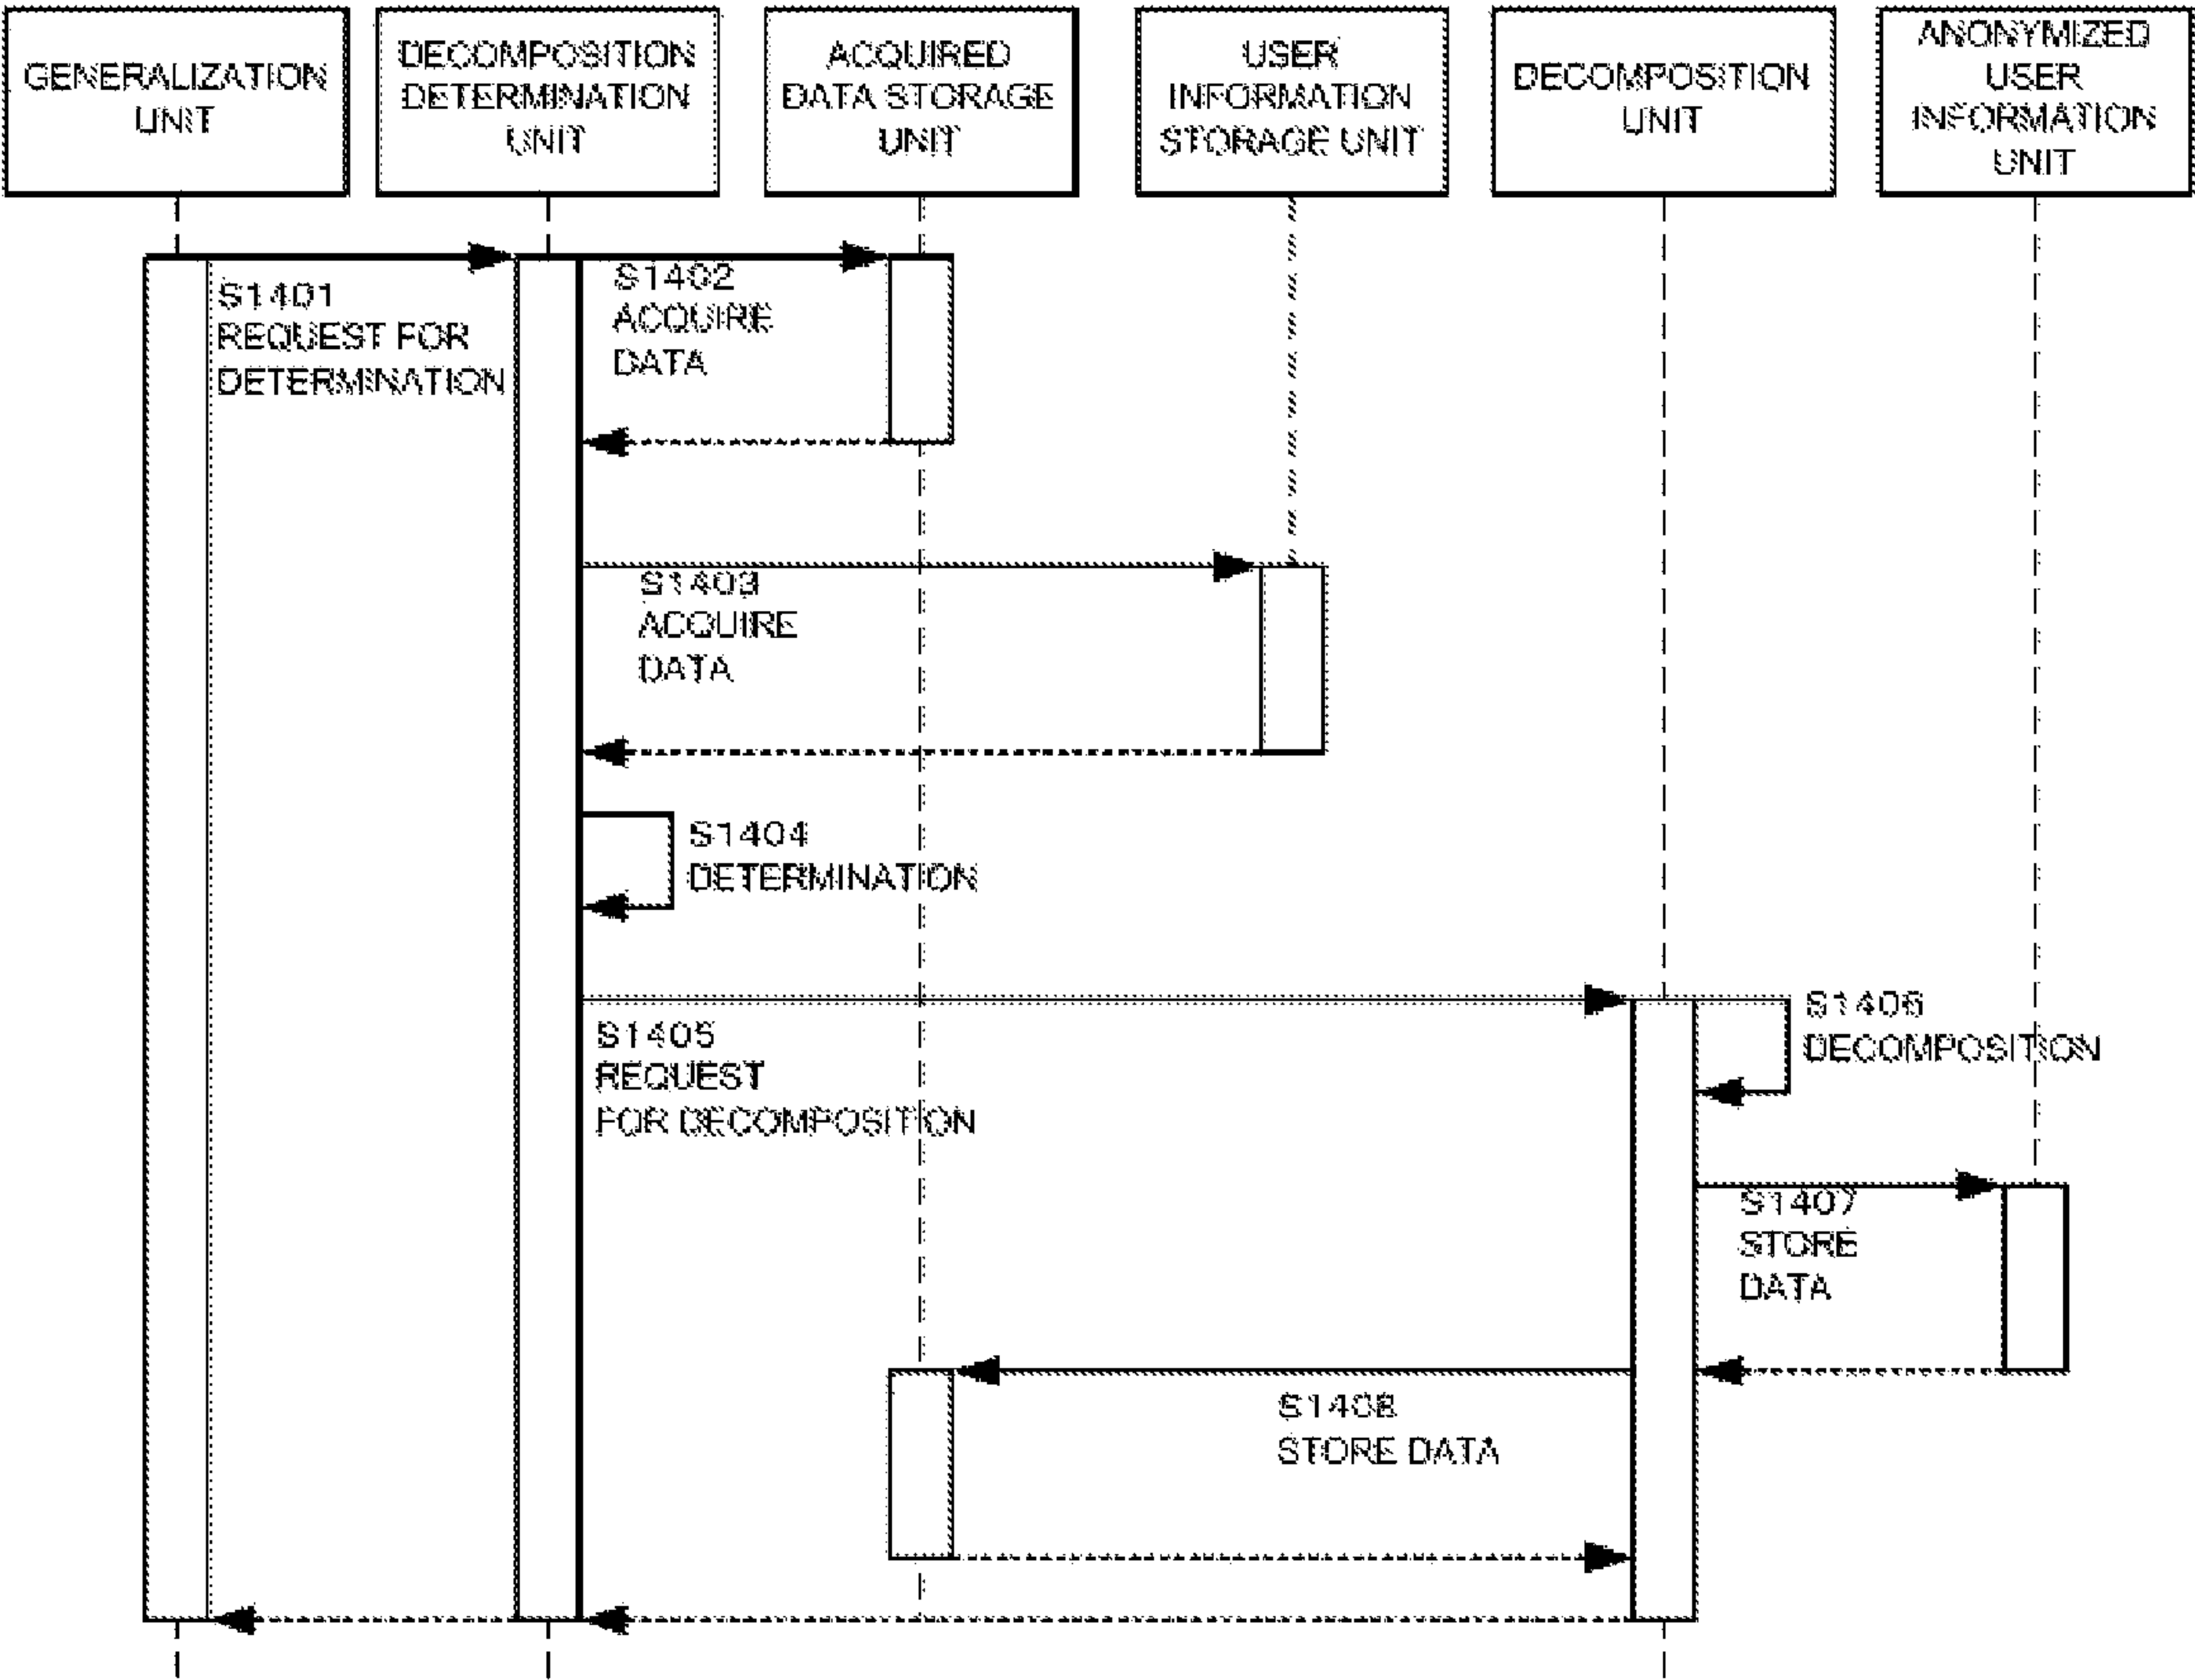 GENERALIZATION
UNIT
DECOMPOSITION
DETERMINATION
UNIT
ACQUIRED
DATA STORAGE
UNIT
USER
INFORMATION
STORAGE UNIT
DECOMPOSITION
UNIT
ANONYMIZED
USER
INFORMATION
UNIT
S1401
REQUEST FOR
DETERMINATION
S1402
ACQUIRE
DATA
S1403
ACQUIRE
DATA
S1404
DETERMINATION
S1405
REQUEST
FOR DECOMPOSITION
S1406
DECOMPOSITION
S1407
STORE
DATA
S1408
STORE DATA